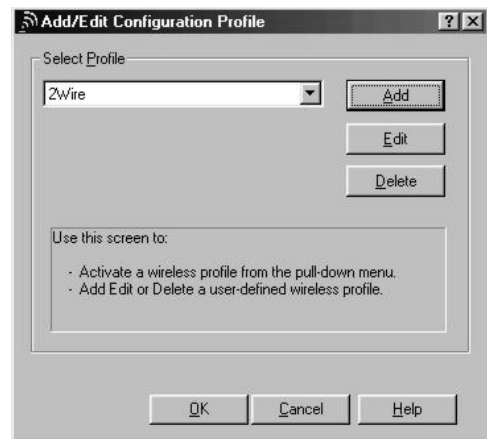 Add/Edit Configuration Profile
Select Profile
2Wire
Add
Edit
Delete
Use this screen to:
- Activate a wireless profile from the pull-down menu.
- Add Edit or Delete a user-defined wireless profile.
OK
Cancel
Help